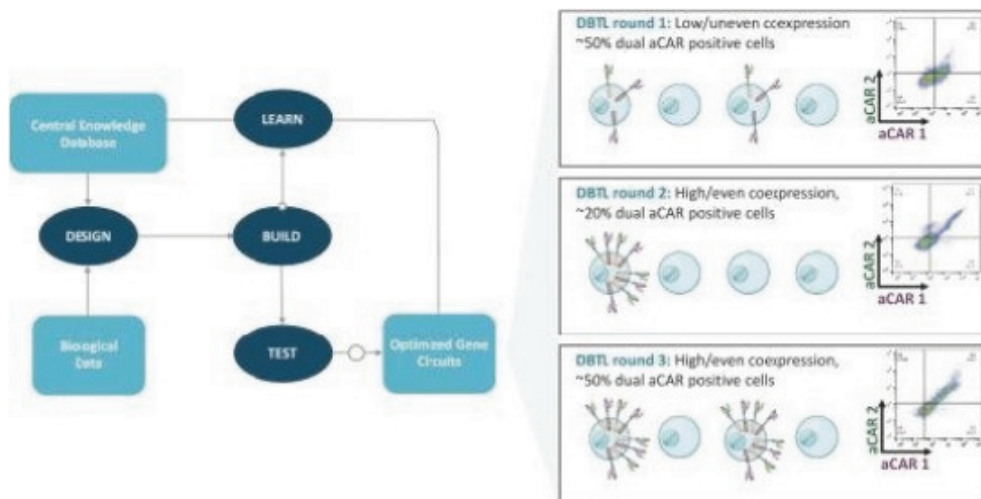 Central Knowledge
Database
LEARN
DESIGN
BUILD
Biological
Data
TEST
Optimized Gene
Circuits
DBTL round 1: Low/uneven coexpression
~50% dual aCAR positive cells
aCAR 2
aCAR 1
DBTL round 2: High/even coexpression,
~20% dual aCAR positive cells
aCAR 2
aCAR 1
DBTL round 3: High/even coexpression,
~50% dual aCAR positive cells
aCAR 2
aCAR 1